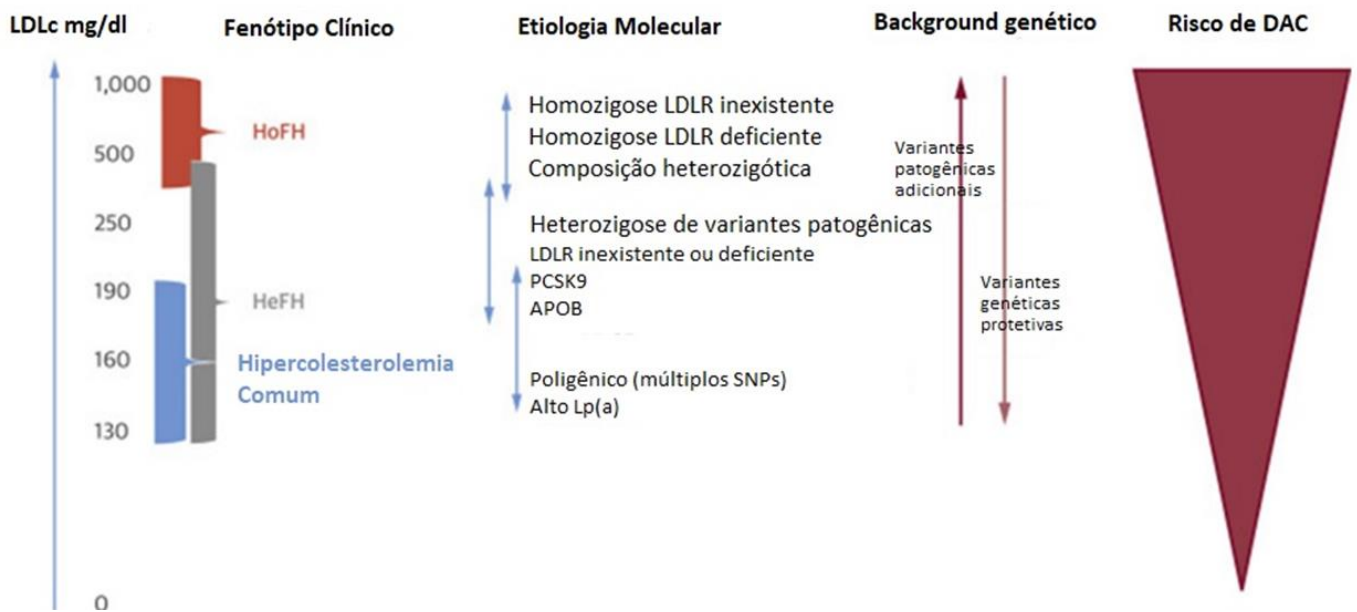 LDLc mg/dl
Fenótipo Clínico
Etiologia Molecular
Background genético
Risco de DAC
1,000
500
250
190
160
130
0
HoFH
HeFH
Hipercolesterolemia
Comum
Homozigose LDLR inexistente
Homozigose LDLR deficiente
Composição heterozigótica
Heterozigose de variantes patogênicas
LDLR inexistente ou deficiente
PCSK9
APOB
Poligênico (múltiplos SNPs)
Alto Lp(a)
Variantes
patogênicas
adicionais
Variantes
genéticas
protetivas